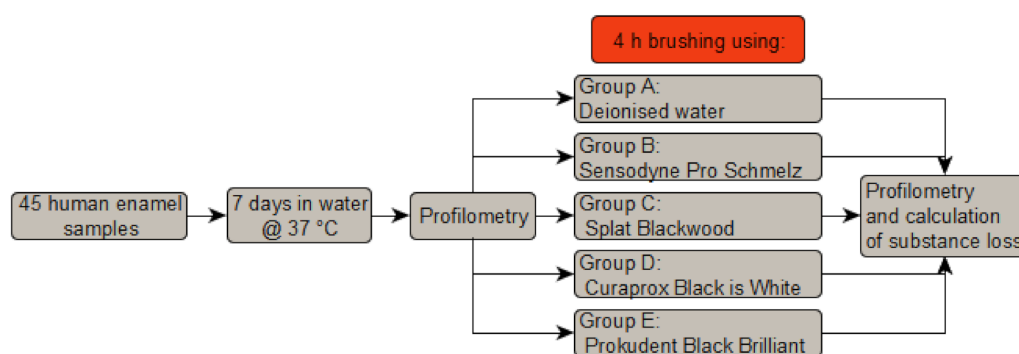 4 h brushing using:
45 human enamel
samples
7 days in water
@ 37 °C
Profilometry
Group A:
Deionised water
Group B:
Sensodyne Pro Schmelz
Group C:
Splat Blackwood
Group D:
Curaprox Black is White
Group E:
Prokudent Black Brilliant
Profilometry
and calculation
of substance loss